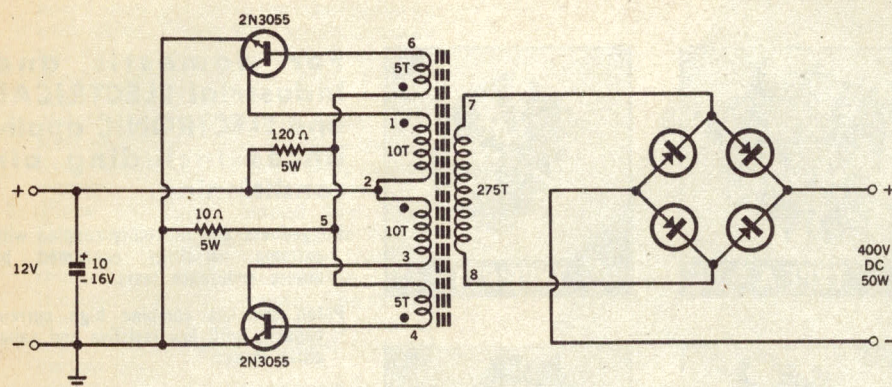 2N3055
6
5T
7
1
120 Ω
5W
10T
+
2
275T
+
10Ω
5W
5
10T
400V
DC
50W
12V
+
10
-16V
3
8
5T
-
4
-
2N3055